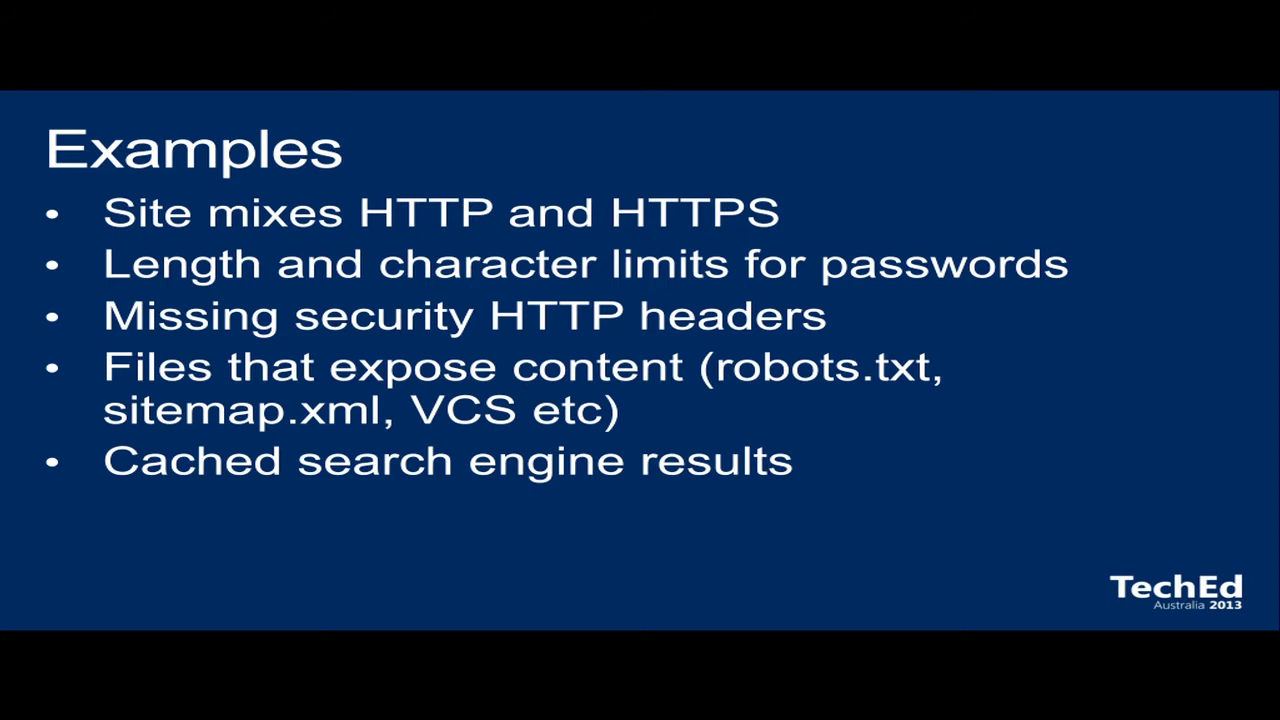 Examples
• Site mixes HTTP and HTTPS
• Length and character limits for passwords
• Missing security HTTP headers
• Files that expose content (robots.txt,
sitemap.xml, VCS etc)
• Cached search engine results
TechEd
Australia 2013